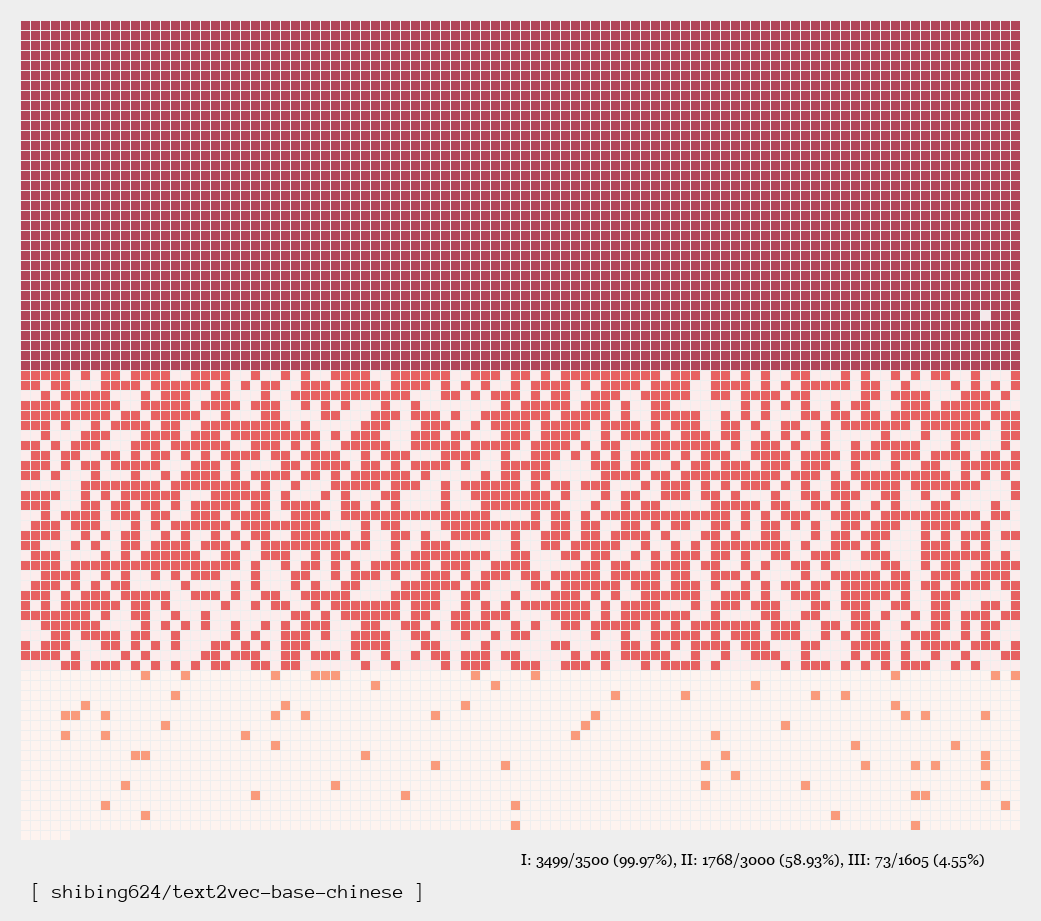 I: 3499/3500 (99.97%), II: 1768/3000 (58.93%), III: 73/1605 (4.55%)
[ shibing624/text2vec-base-chinese ]